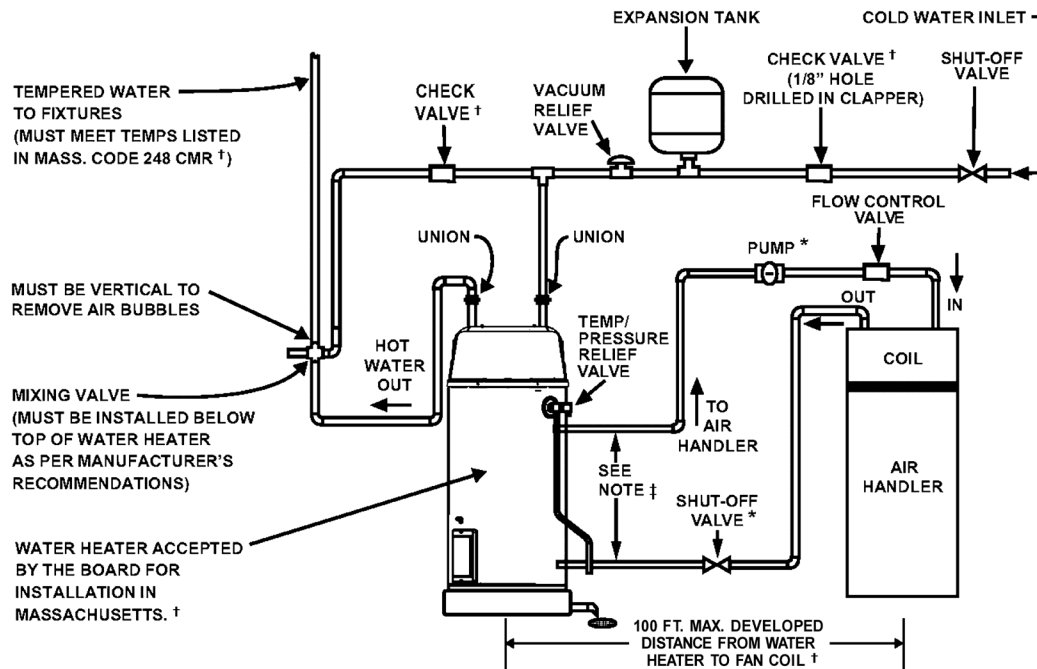 EXPANSION TANK
COLD WATER INLET
TEMPERED WATER
TO FIXTURES
(MUST MEET TEMPS LISTED
IN MASS. CODE 248 CMR †)
CHECK
VALVE †
VACUUM
RELIEF
VALVE
CHECK VALVE †
(1/8” HOLE
DRILLED IN CLAPPER)
SHUT-OFF
VALVE
FLOW CONTROL
VALVE
UNION
UNION
PUMP *
MUST BE VERTICAL TO
REMOVE AIR BUBBLES
OUT
IN
HOT
WATER
OUT
TEMP/
PRESSURE
RELIEF
VALVE
COIL
MIXING VALVE
(MUST BE INSTALLED BELOW
TOP OF WATER HEATER
AS PER MANUFACTURER’S
RECOMMENDATIONS)
TO
AIR
HANDLER
SEE
NOTE ‡
AIR
HANDLER
SHUT-OFF
VALVE *
WATER HEATER ACCEPTED
BY THE BOARD FOR
INSTALLATION IN
MASSACHUSETTS. †
100 FT. MAX. DEVELOPED
DISTANCE FROM WATER
HEATER TO FAN COIL †